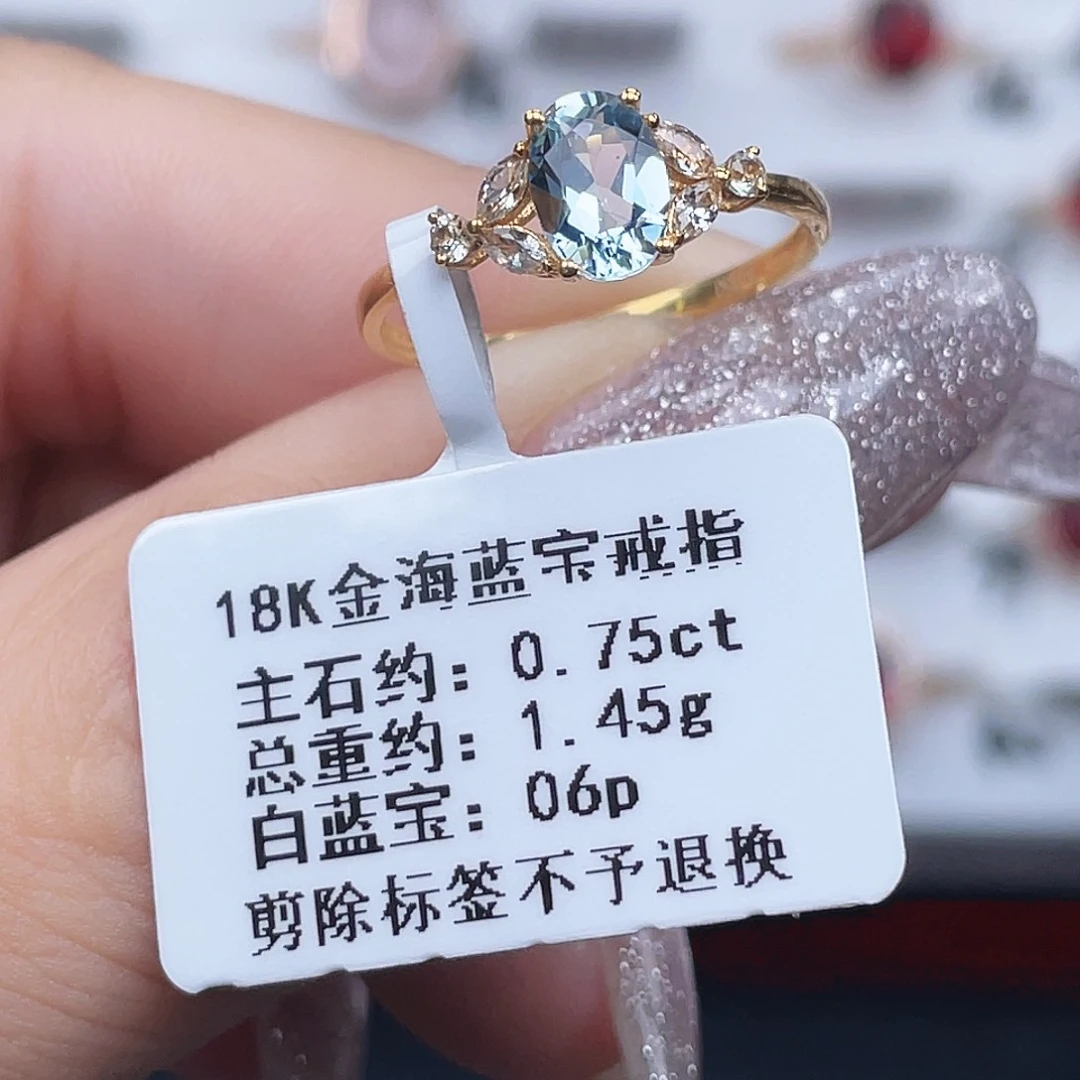 18K金海蓝宝戒指
主石约: 0.75ct
总重约: 1.45g
白蓝宝: 06p
剪除标签不予退换